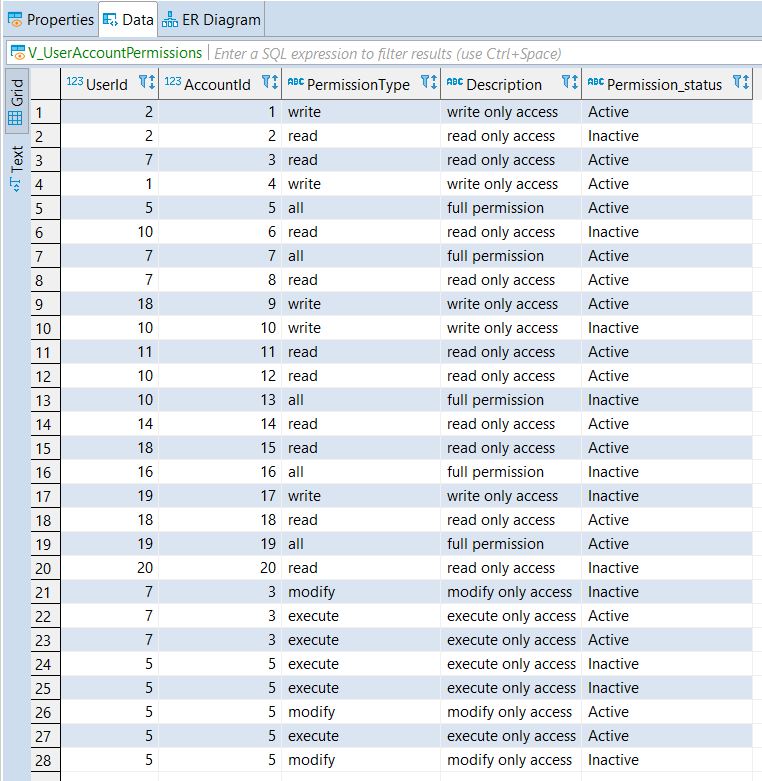 Properties Data ER Diagram
V_UserAccountPermissions Enter a SQL expression to filter results (use Ctrl+Space)
Grid
Text
123 UserId 123 AccountId ABC PermissionType ABC Description ABC Permission_status
1 2 1 write write only access Active
2 2 2 read read only access Inactive
3 7 3 read read only access Active
4 1 4 write write only access Active
5 5 5 all full permission Active
6 10 6 read read only access Inactive
7 7 7 all full permission Active
8 7 8 read read only access Active
9 18 9 write write only access Active
10 10 10 write write only access Inactive
11 11 11 read read only access Active
12 10 12 read read only access Active
13 10 13 all full permission Inactive
14 14 14 read read only access Active
15 18 15 read read only access Active
16 16 16 all full permission Inactive
17 19 17 write write only access Inactive
18 18 18 read read only access Active
19 19 19 all full permission Active
20 20 20 read read only access Inactive
21 7 3 modify modify only access Inactive
22 7 3 execute execute only access Active
23 7 3 execute execute only access Active
24 5 5 execute execute only access Inactive
25 5 5 execute execute only access Inactive
26 5 5 modify modify only access Active
27 5 5 execute execute only access Active
28 5 5 modify modify only access Inactive